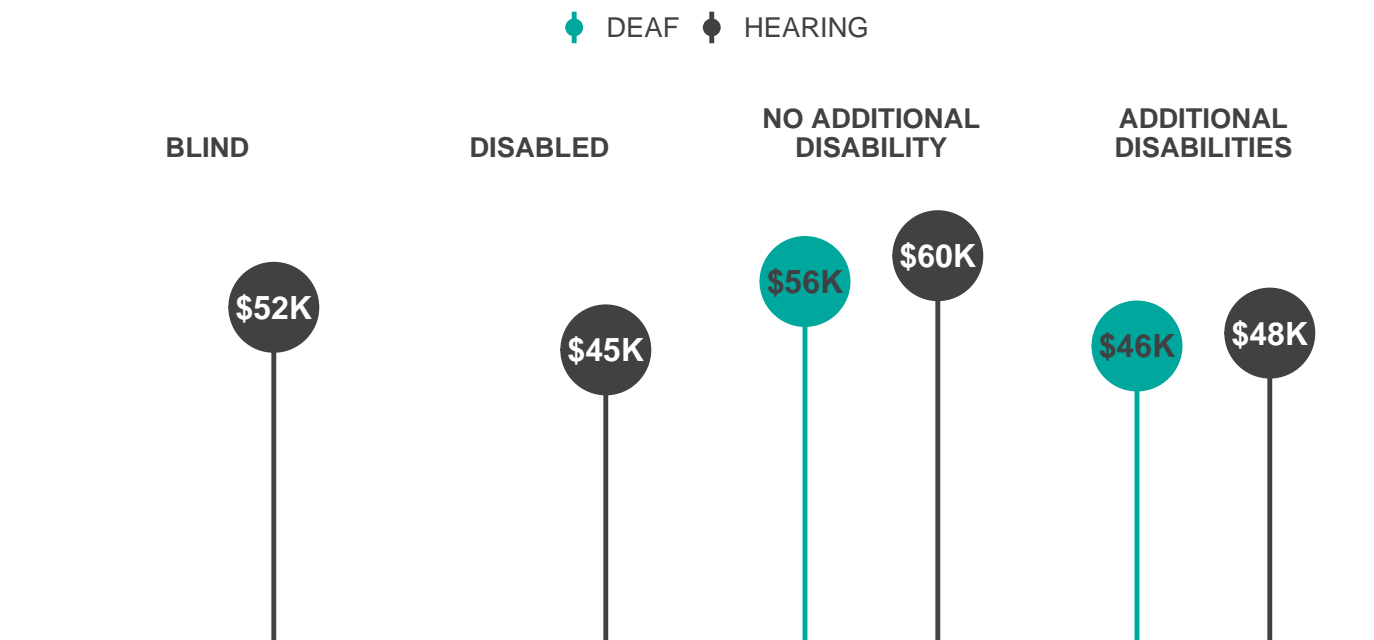 DEAF HEARING
BLIND
DISABLED
NO ADDITIONAL
DISABILITY
ADDITIONAL
DISABILITIES
$52K
$45K
$56K
$60K
$46K
$48K